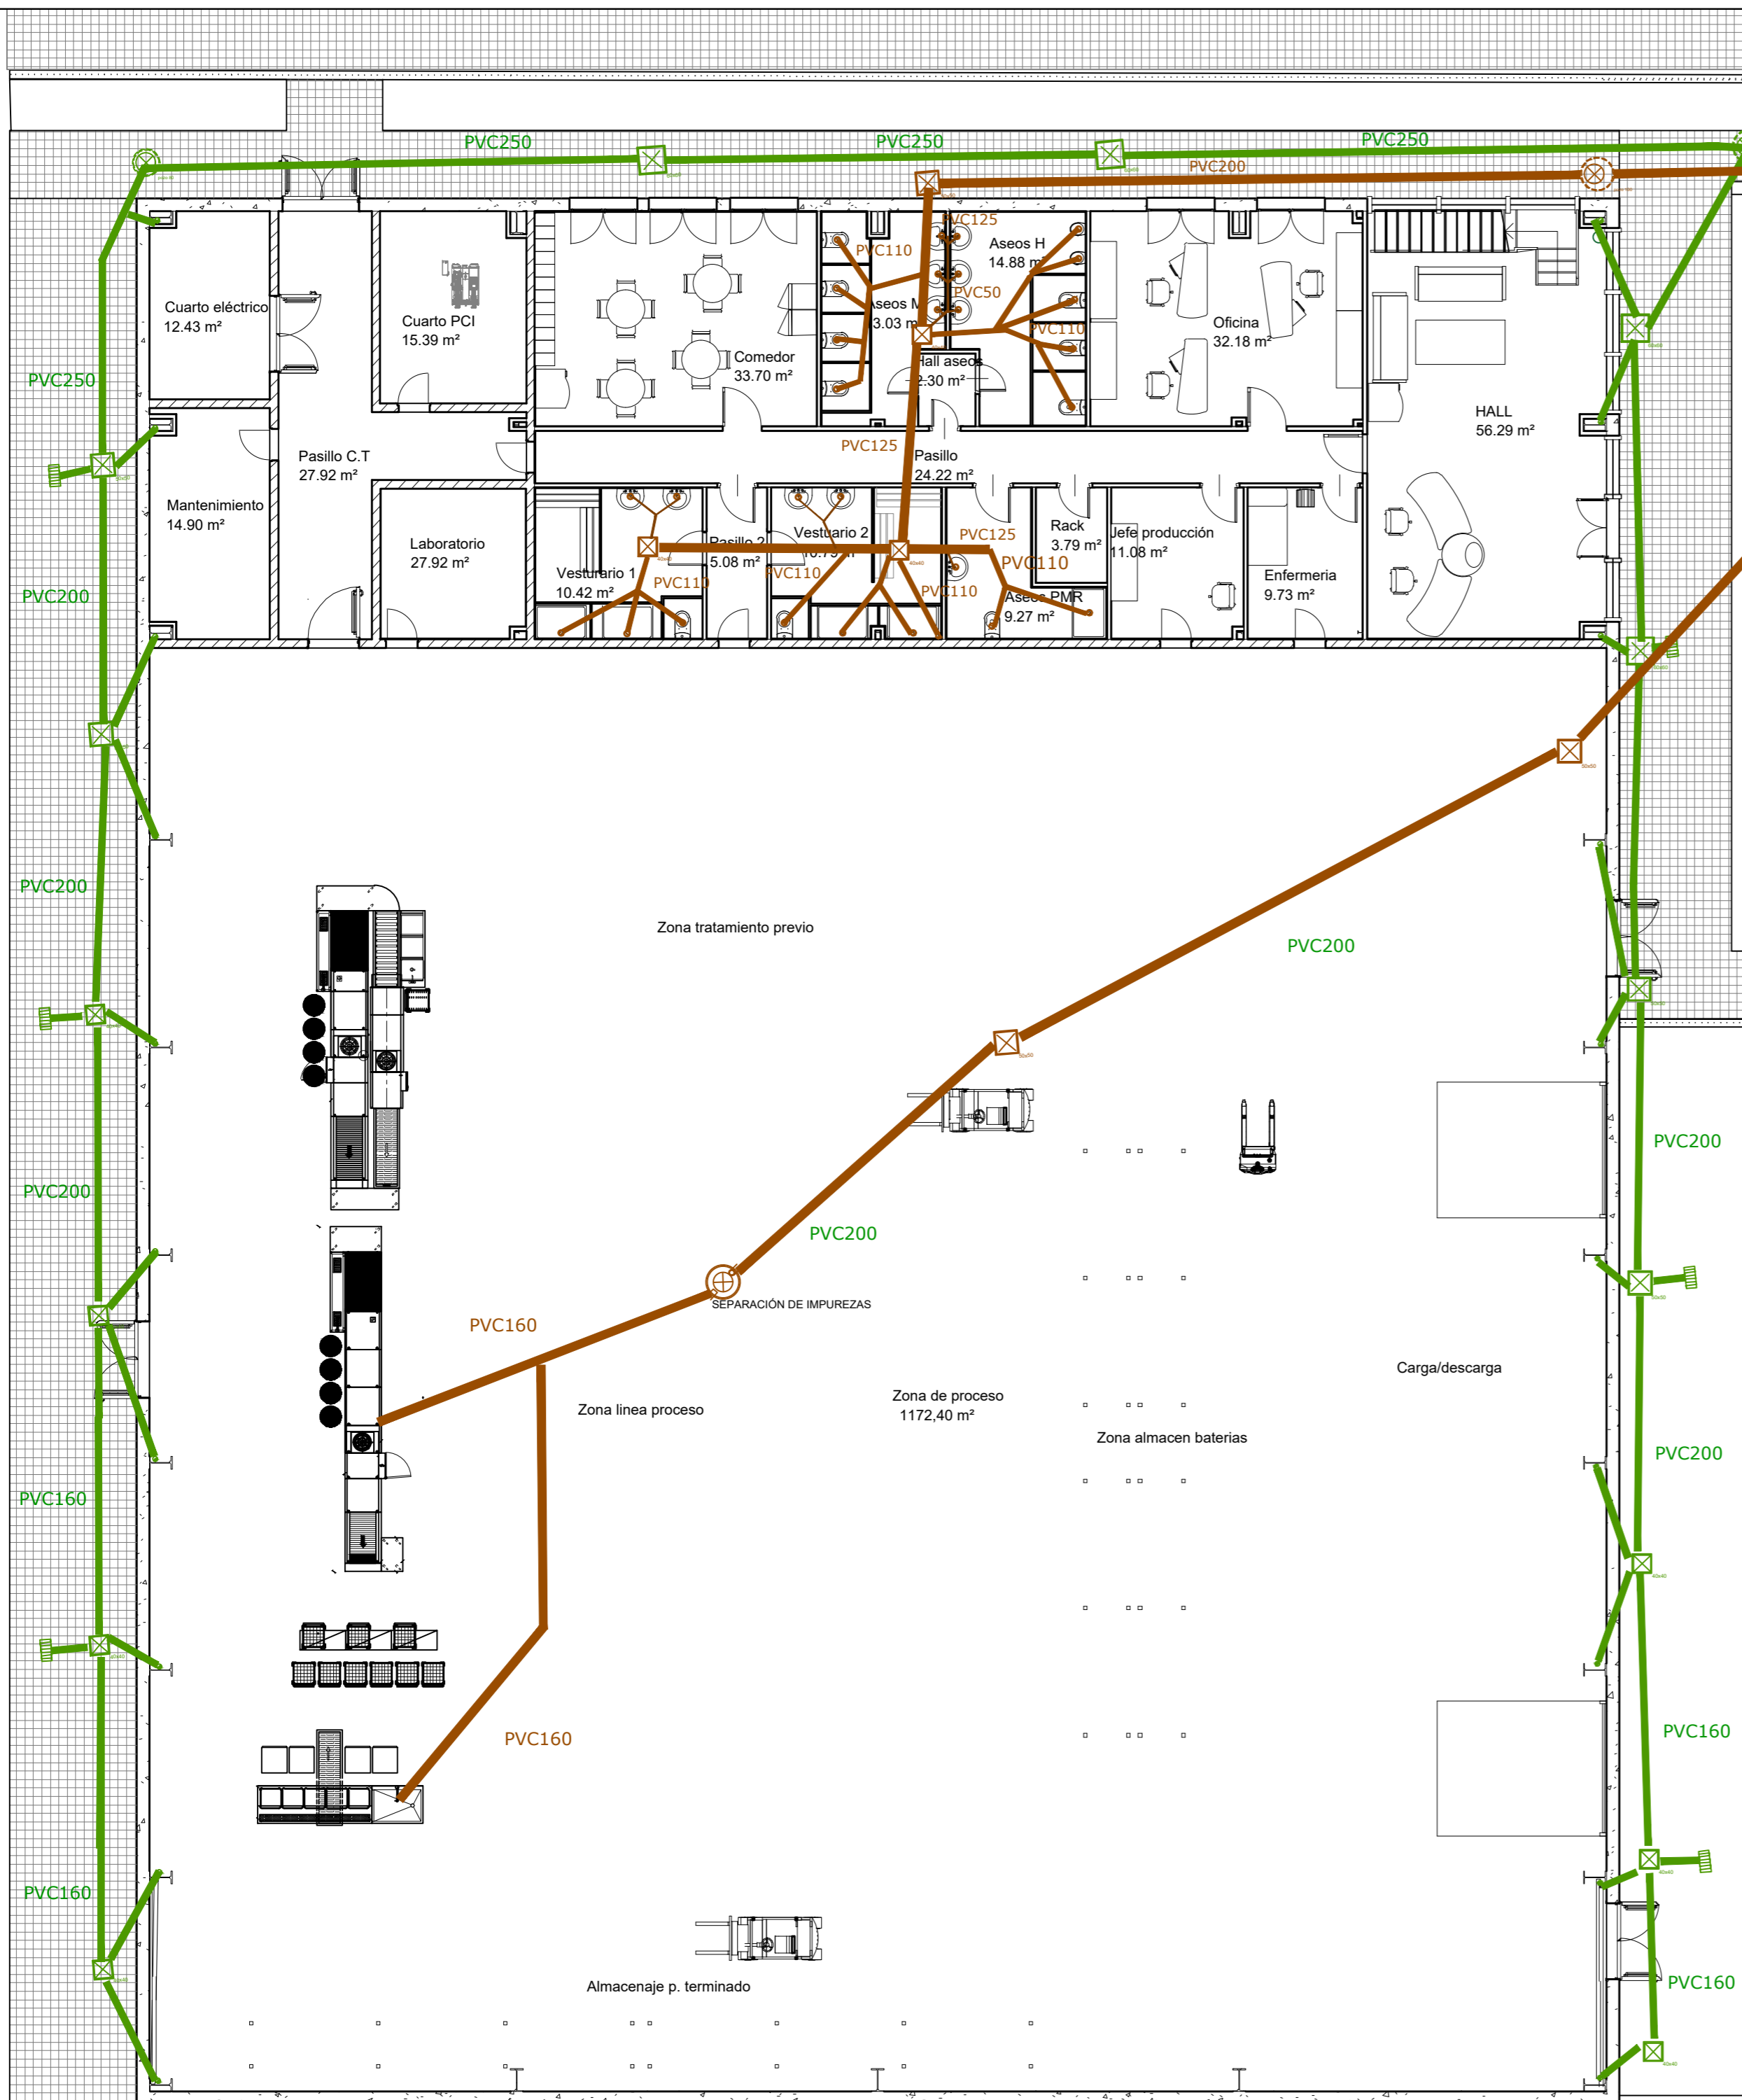 PVC250
PVC250
PVC250
PVC200
PVC125
Aseos H
14.88 m²
PVC110
Cuarto eléctrico
12.43 m²
Cuarto PCI
15.39 m²
PVC50
Aseos M
3.03 m²
PVC110
Oficina
32.18 m²
Comedor
33.70 m²
Hall aseos
2.30 m²
PVC250
HALL
56.29 m²
PVC125
Pasillo C.T
27.92 m²
Pasillo
24.22 m²
Mantenimiento
14.90 m²
Laboratorio
27.92 m²
Pasillo 2
5.08 m²
Vestuario 2
PVC125
Rack
3.79 m²
Jefe producción
11.08 m²
PVC110
Vesturario 1
10.42 m²
PVC110
PVC110
PVC110
Aseos PMR
9.27 m²
Enfermeria
9.73 m²
PVC200
PVC200
Zona tratamiento previo
PVC200
PVC200
PVC200
PVC200
SEPARACIÓN DE IMPUREZAS
PVC160
Carga/descarga
Zona linea proceso
Zona de proceso
1172,40 m²
Zona almacen baterias
PVC200
PVC160
PVC160
PVC160
PVC160
PVC160
Almacenaje p. terminado